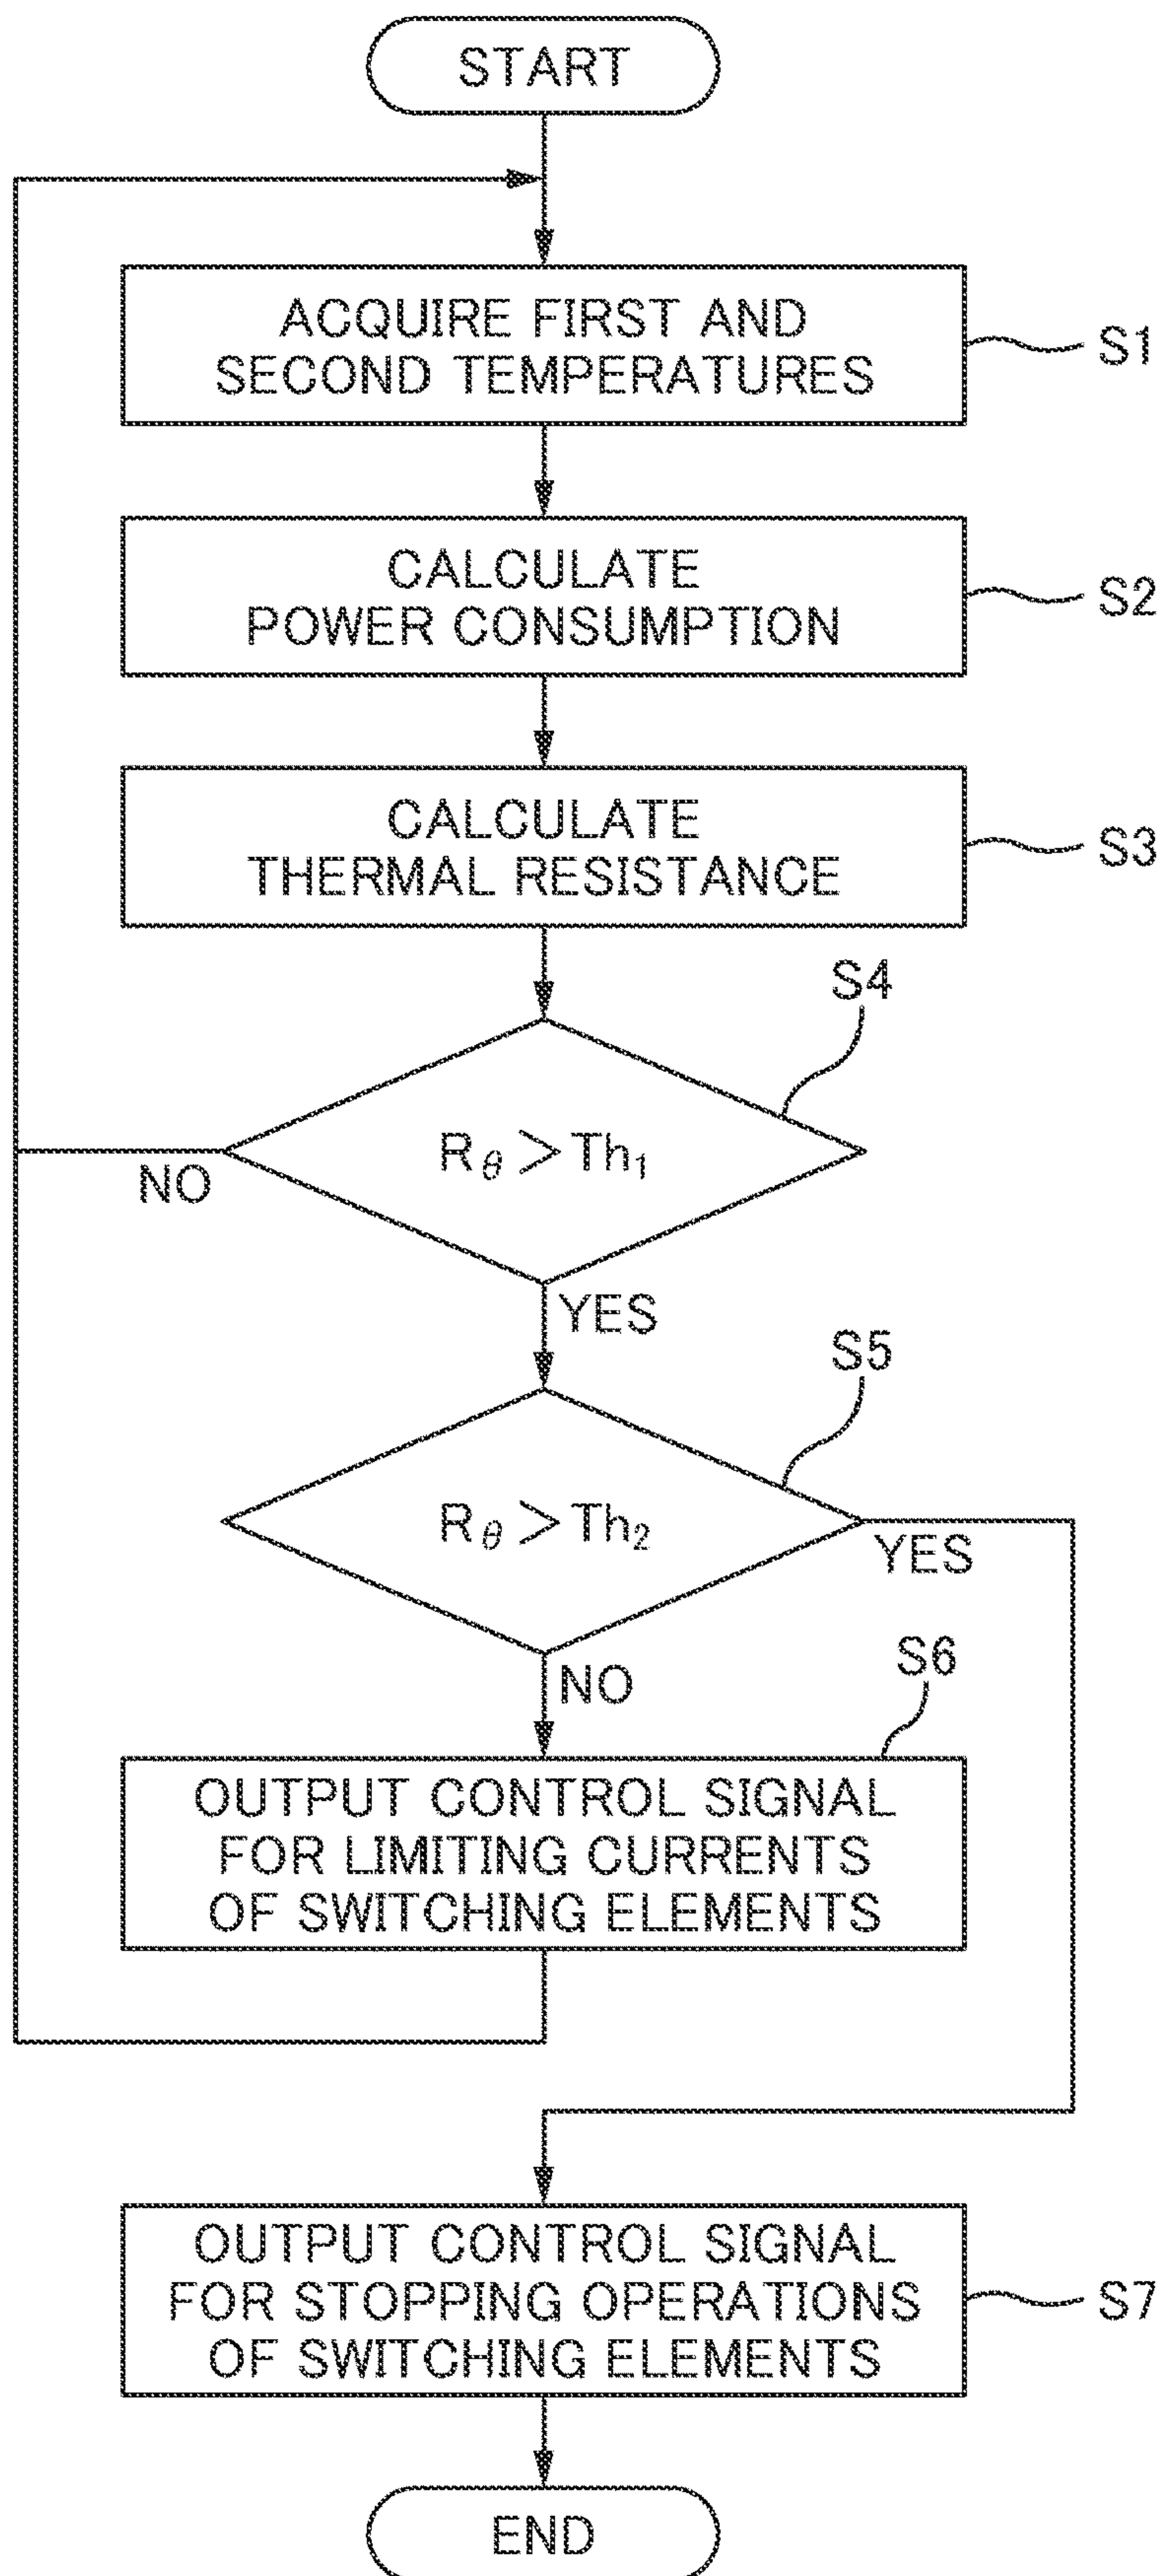 START
ACQUIRE FIRST AND
SECOND TEMPERATURES
S1
CALCULATE
POWER CONSUMPTION
S2
CALCULATE
THERMAL RESISTANCE
S3
S4
Rθ > Th1
NO
YES
S5
Rθ > Th2
YES
NO
S6
OUTPUT CONTROL SIGNAL
FOR LIMITING CURRENTS
OF SWITCHING ELEMENTS
OUTPUT CONTROL SIGNAL
FOR STOPPING OPERATIONS
OF SWITCHING ELEMENTS
S7
END